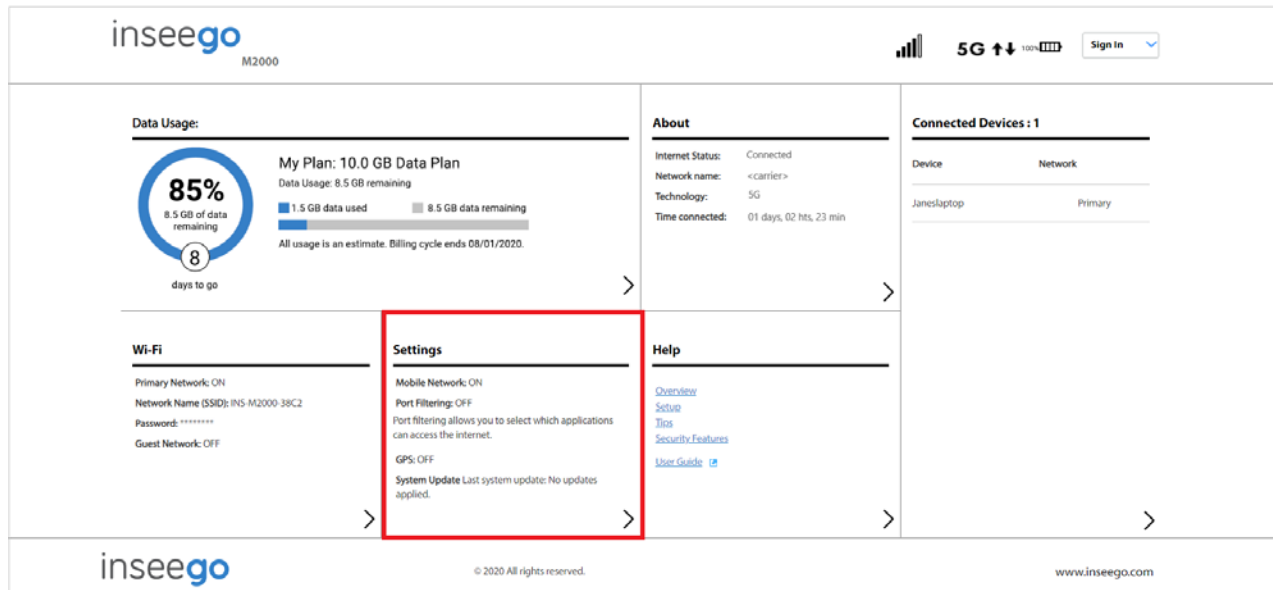 inseego
M2000
5G
100%
Sign In
Data Usage:
85%
8.5 GB of data
remaining
8
days to go
My Plan: 10.0 GB Data Plan
Data Usage: 8.5 GB remaining
1.5 GB data used 8.5 GB data remaining
All usage is an estimate. Billing cycle ends 08/01/2020.
About
Internet Status: Connected
Network name: <carrier>
Technology: 5G
Time connected: 01 days, 02 hts, 23 min
Connected Devices : 1
Device Network
Janeslaptop Primary
Wi-Fi
Primary Network: ON
Network Name (SSID): INS-M2000-38C2
Password: ********
Guest Network: OFF
Settings
Mobile Network: ON
Port Filtering: OFF
Port filtering allows you to select which applications
can access the internet.
GPS: OFF
System Update Last system update: No updates
applied.
Help
Overview
Setup
Tips
Security Features
User Guide
inseego
© 2020 All rights reserved.
www.inseego.com